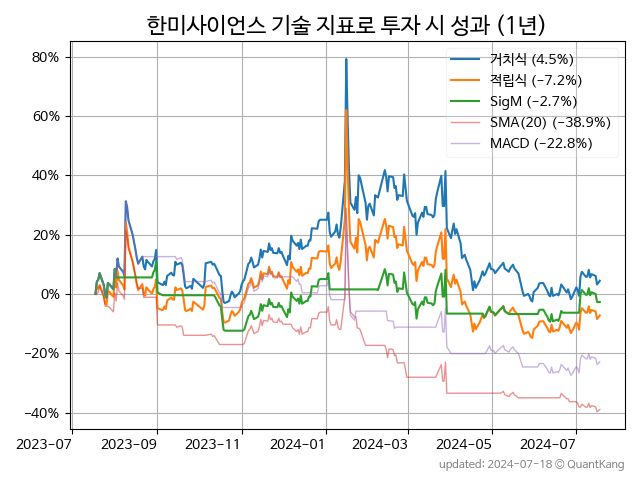 한미사이언스 기술 지표로 투자 시 성과 (1년)
80%
60%
40%
20%
0%
−20%
−40%
거치식 (4.5%)
적립식 (−7.2%)
SigM (−2.7%)
SMA(20) (−38.9%)
MACD (−22.8%)
2023-07
2023-09
2023-11
2024-01
2024-03
2024-05
2024-07
updated: 2024-07-18 ⓒ QuantKang